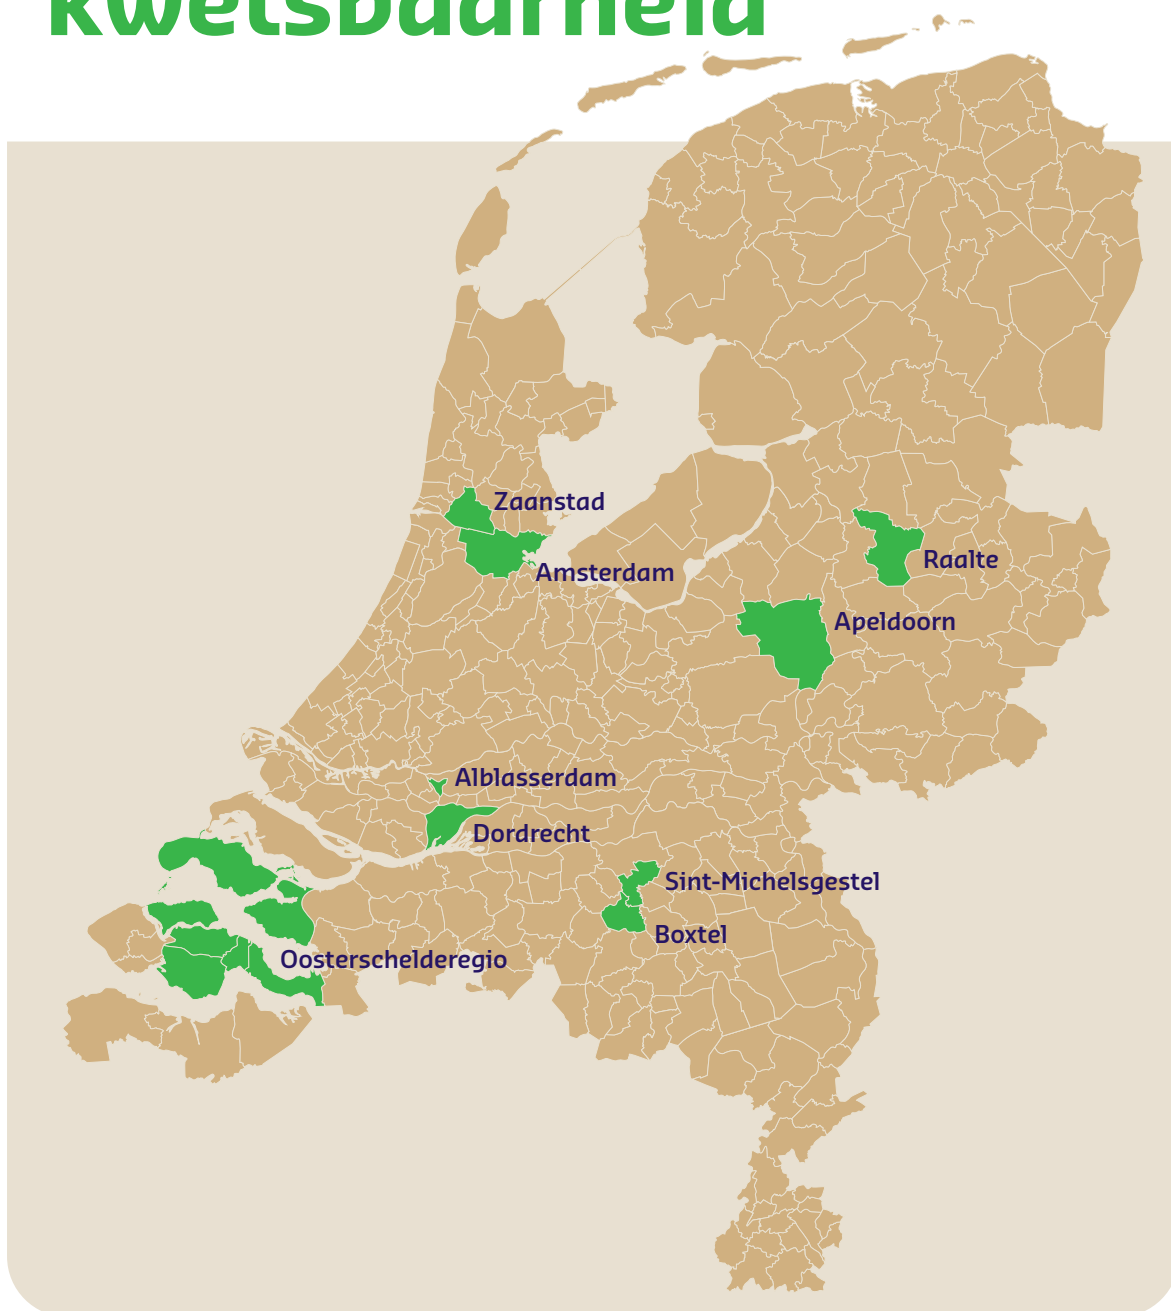 kwetsbaarheid
Zaanstad
Amsterdam
Raalte
Apeldoorn
Alblasserdam
Dordrecht
Sint-Michelsgestel
Boxtel
Oosterschelderegio